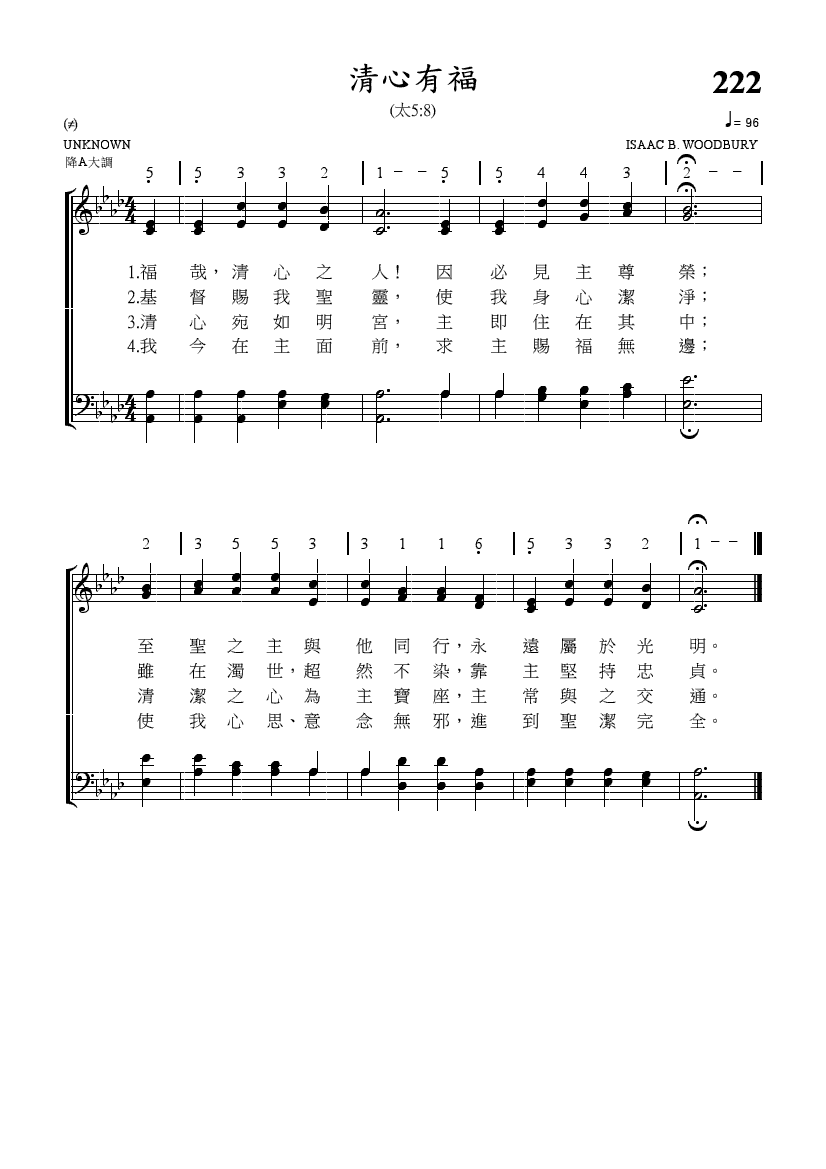 清心有福
222
(太5:8)
(≠)
♩= 96
UNKNOWN
ISAAC B. WOODBURY
降A大調
5 | 5 3 3 2 | 1 – – 5 | 5 4 4 3 | 2 – – |
1.福哉，清心之人！因必見主尊榮；
2.基督賜我聖靈，使我身心潔淨；
3.清心宛如明宮，主即住在其中；
4.我今在主面前，求主賜福無邊；
2 | 3 5 5 3 | 3 1 1 6 | 5 3 3 2 | 1 – –
至聖之主與他同行，永遠屬於光明。
雖在濁世，超然不染，靠主堅持忠貞。
清潔之心為主寶座，主常與之交通。
使我心思、意念無邪，進到聖潔完全。